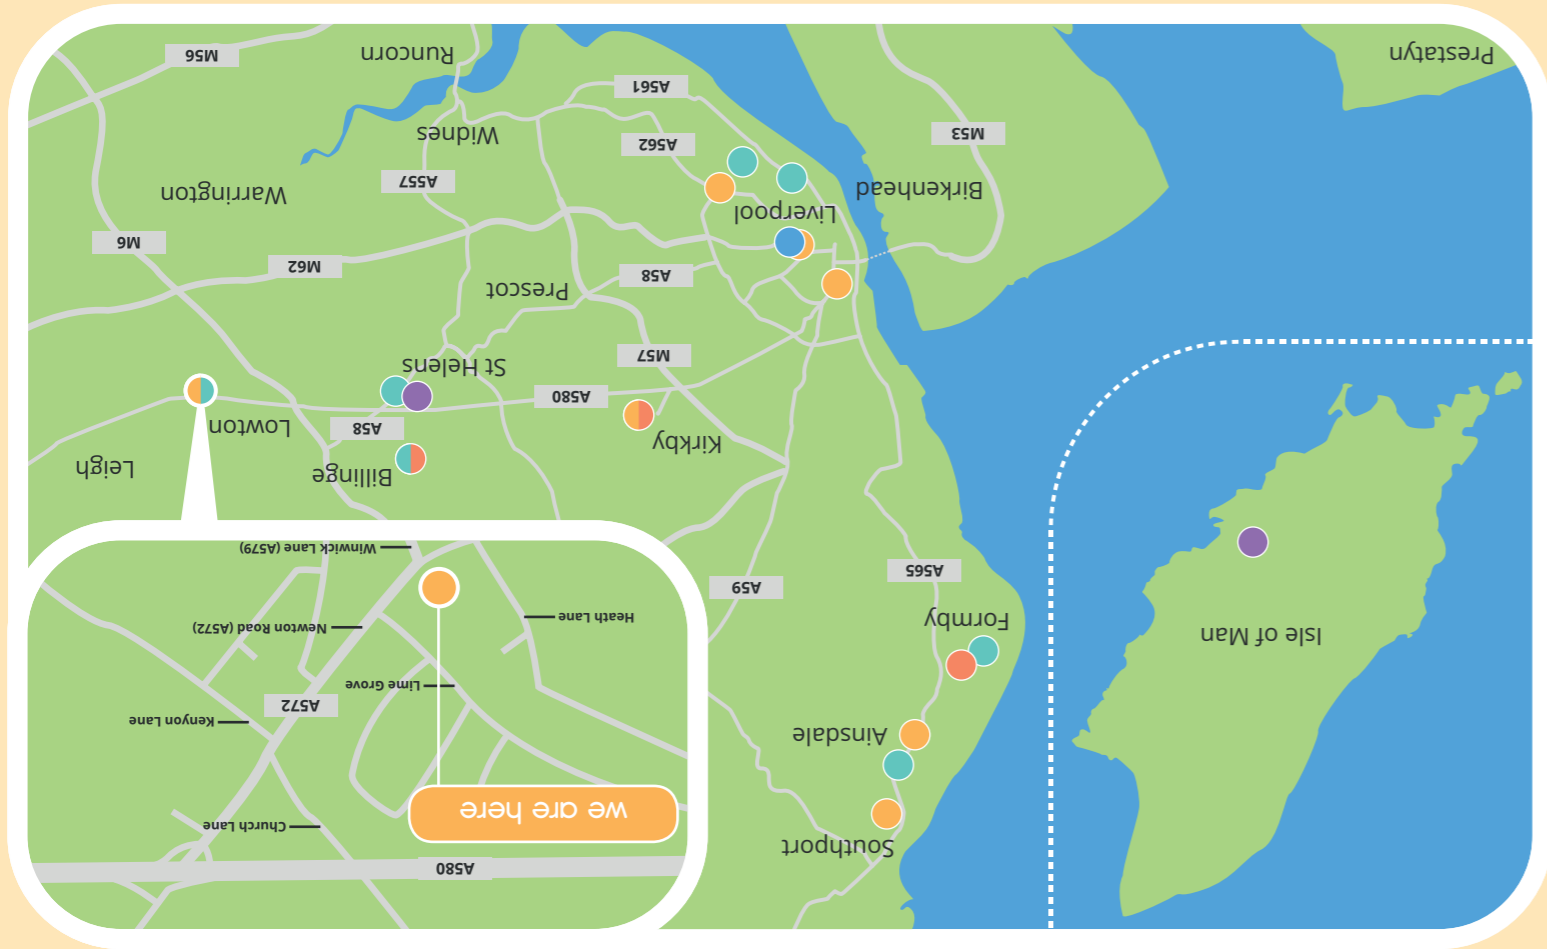 Southport
A580
Church Lane
we are here
Ainsdale
Kenyon Lane
A572
Lime Grove
Isle of Man
Formby
Heath Lane
Newton Road (A572)
A59
A565
Winwick Lane (A579)
Billinge
Leigh
Kirkby
A58
Lowton
A580
St Helens
M57
Prescot
A58
M62
M6
Liverpool
Birkenhead
Warrington
A557
A562
M53
Widnes
A561
Prestatyn
Runcorn
M56